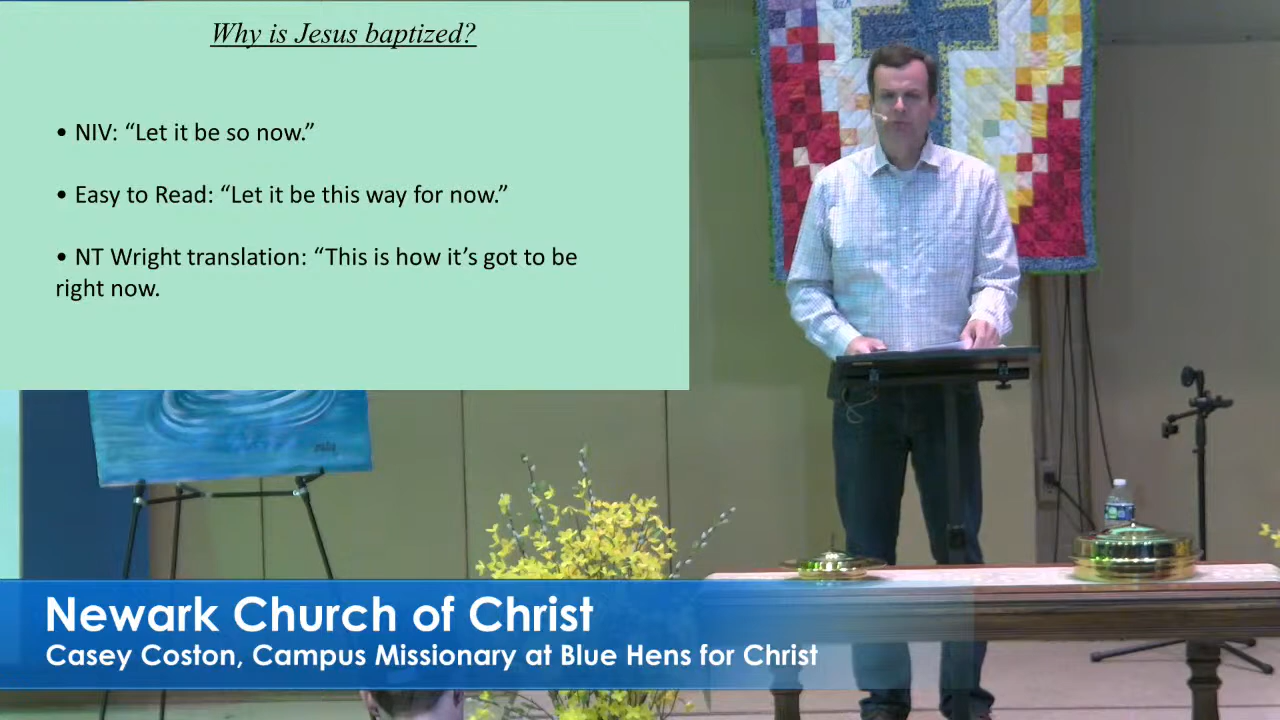 Why is Jesus baptized?
• NIV: “Let it be so now.”
• Easy to Read: “Let it be this way for now.”
• NT Wright translation: “This is how it’s got to be
right now.
Newark Church of Christ
Casey Coston, Campus Missionary at Blue Hens for Christ